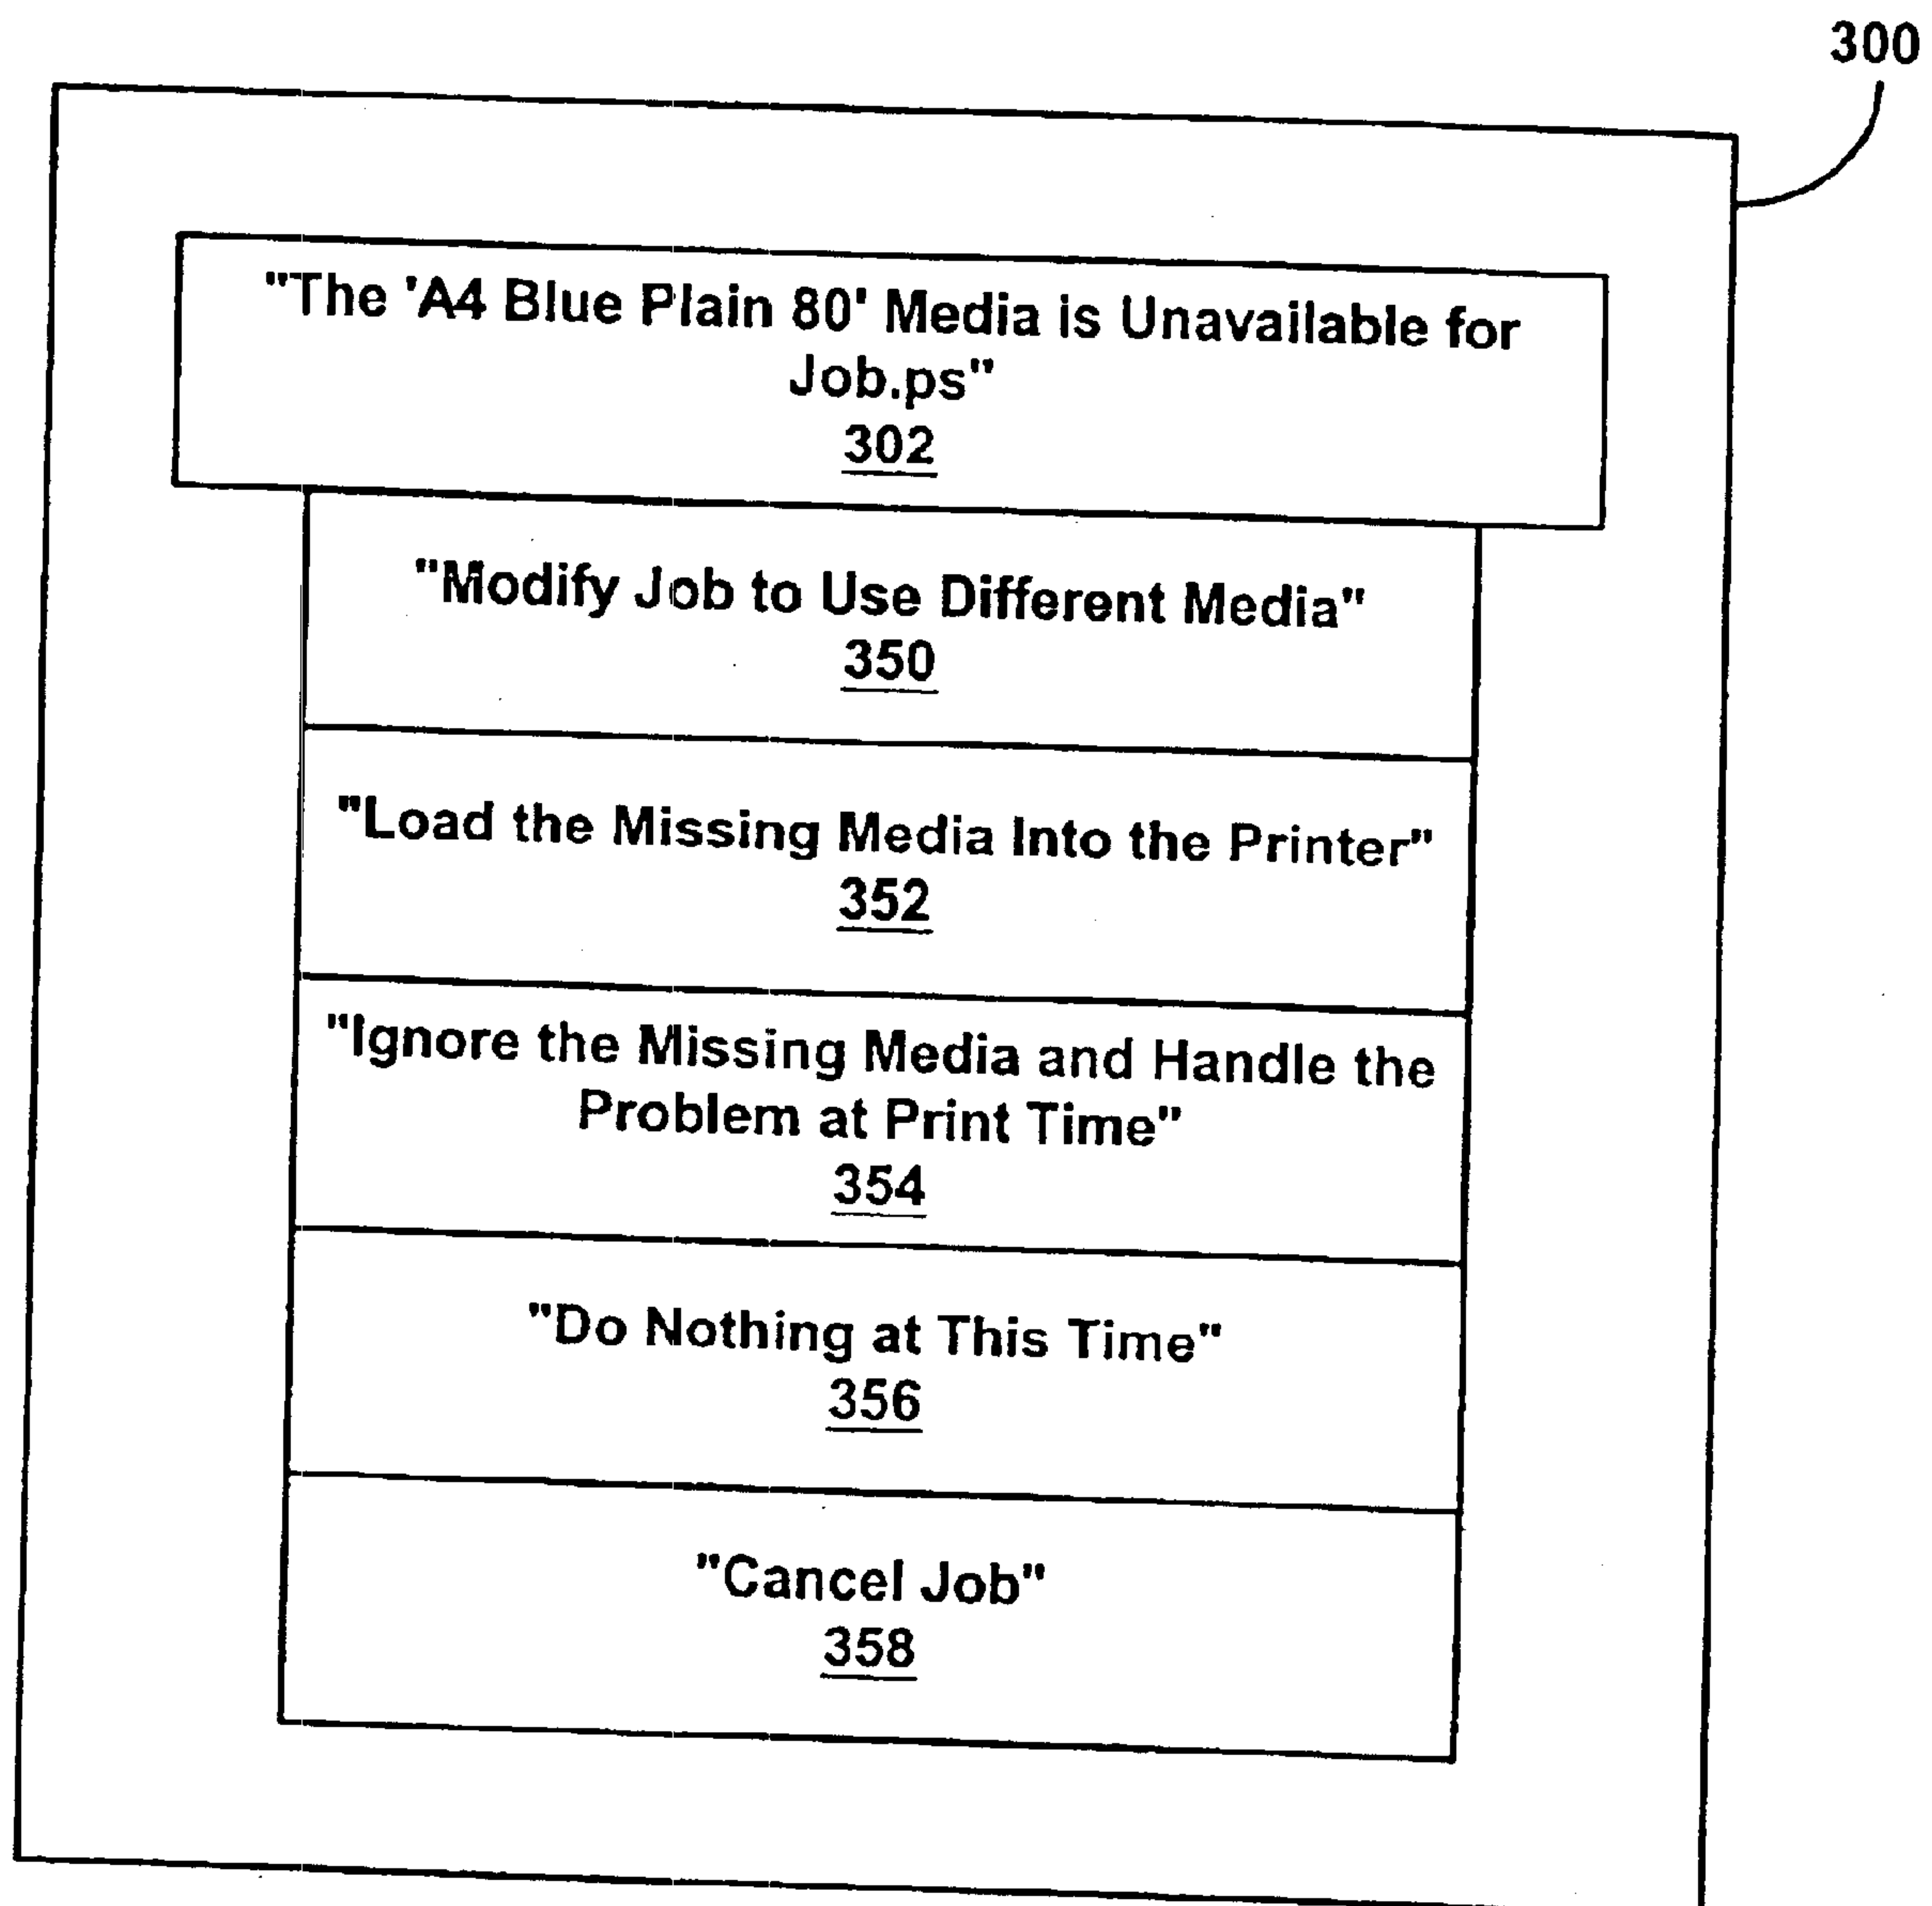 300
"The 'A4 Blue Plain 80' Media is Unavailable for
Job.ps"
302
"Modify Job to Use Different Media"
350
"Load the Missing Media Into the Printer"
352
"Ignore the Missing Media and Handle the
Problem at Print Time"
354
"Do Nothing at This Time"
356
"Cancel Job"
358